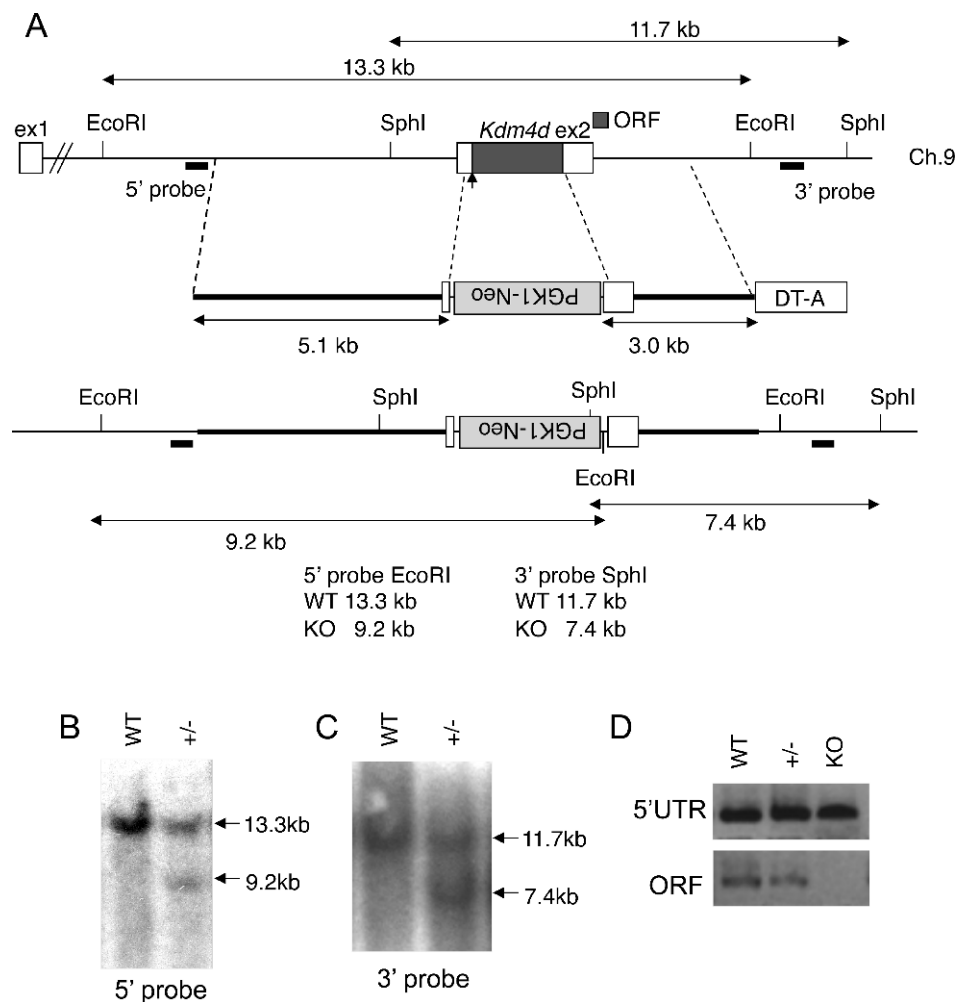 A
11.7 kb
13.3 kb
ex1
EcoRI
SphI
Kdm4d ex2
ORF
EcoRI
SphI
Ch.9
5’ probe
3’ probe
PGK1-Neo
DT-A
5.1 kb
3.0 kb
EcoRI
SphI
SphI
EcoRI
SphI
PGK1-Neo
EcoRI
9.2 kb
7.4 kb
5’ probe EcoRI
WT 13.3 kb
KO 9.2 kb
3’ probe SphI
WT 11.7 kb
KO 7.4 kb
B
WT
+/-
13.3kb
9.2kb
5’ probe
C
WT
+/-
11.7kb
7.4kb
3’ probe
D
WT
+/-
KO
5’UTR
ORF